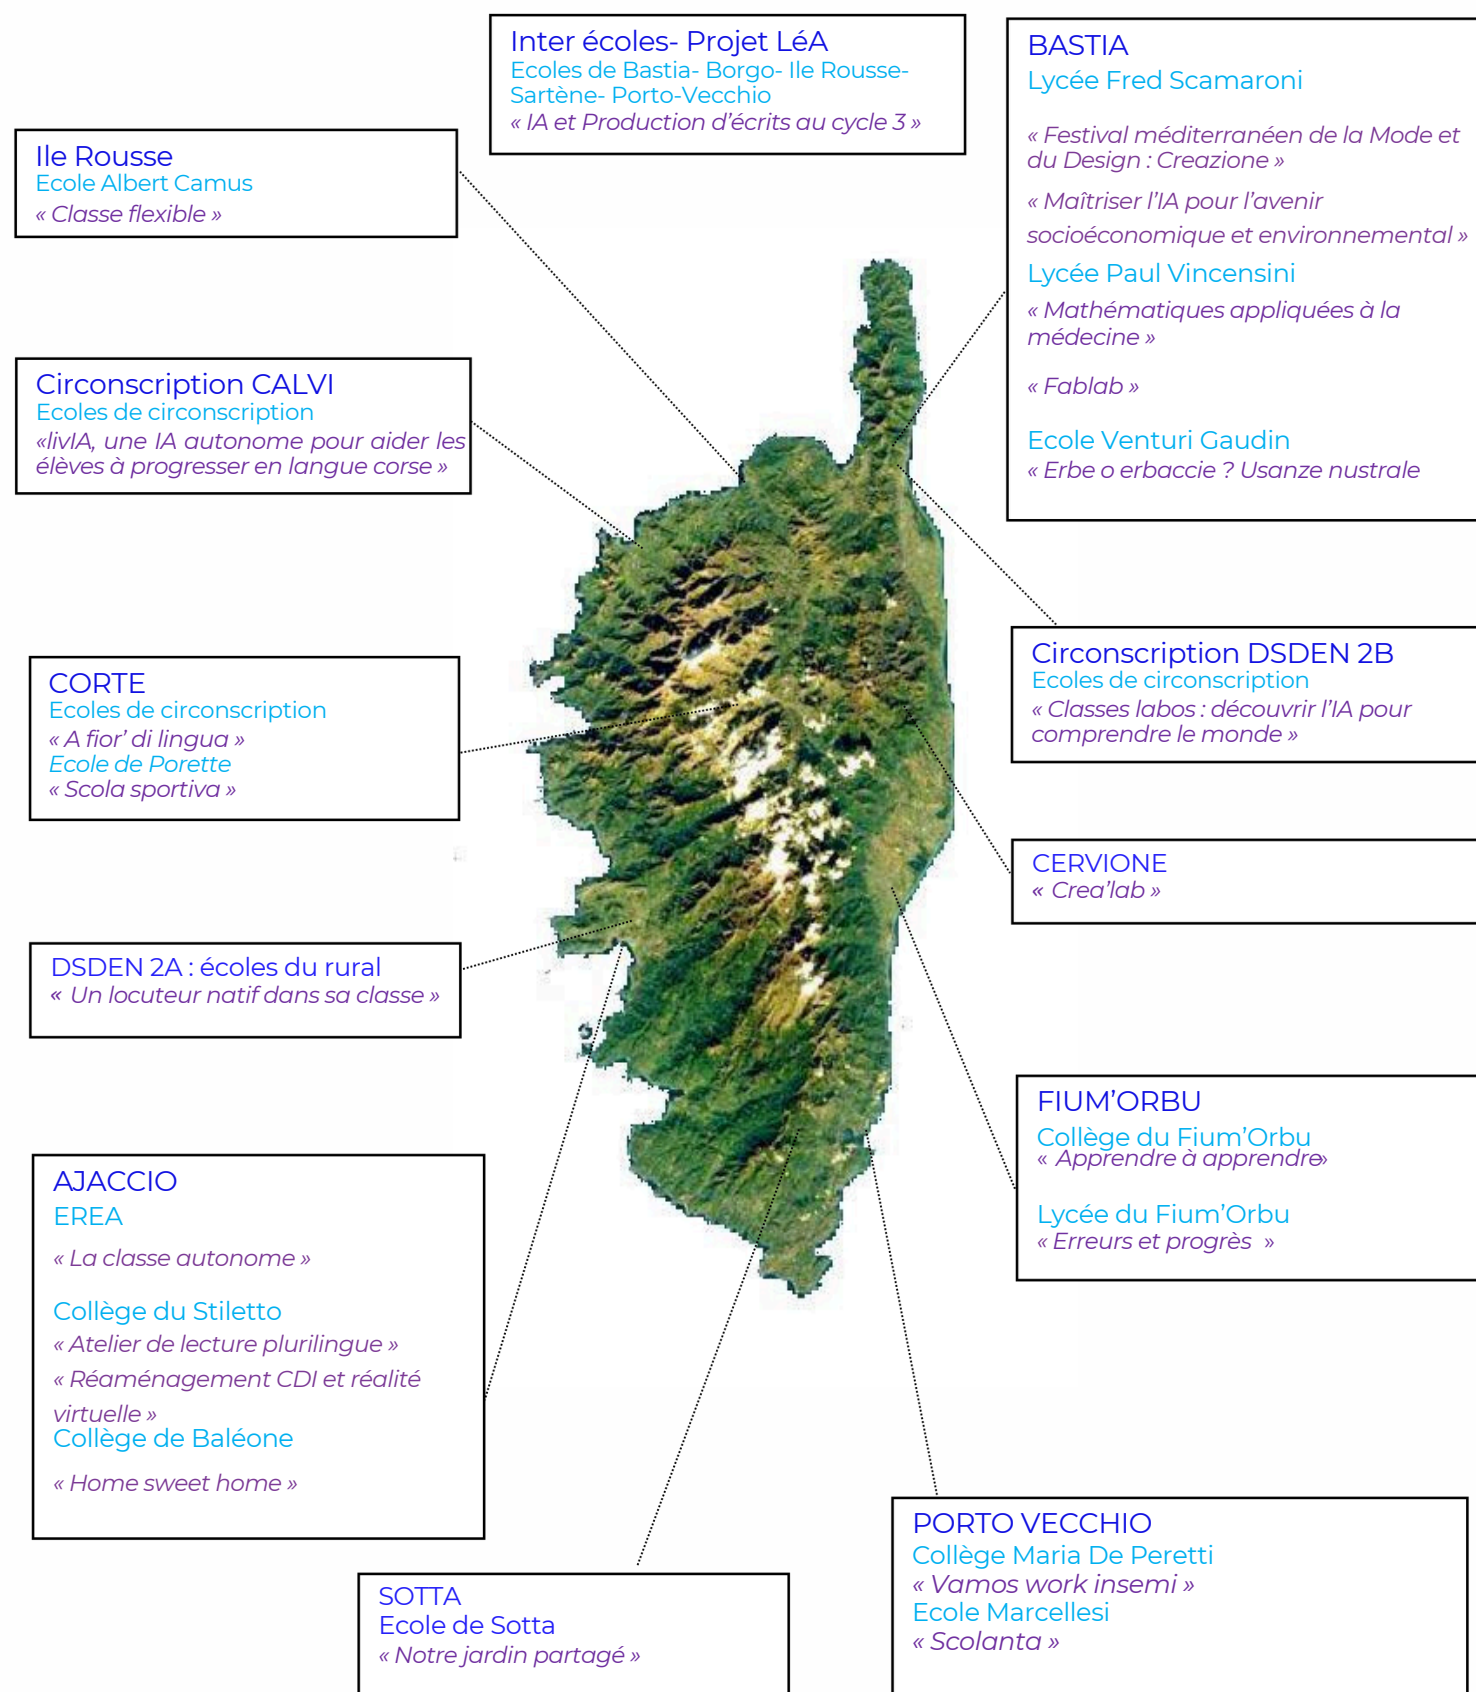 Inter écoles- Projet LéA
Ecoles de Bastia- Borgo- Ile Rousse-
Sartène- Porto-Vecchio
« IA et Production d’écrits au cycle 3 »
BASTIA
Lycée Fred Scamaroni
« Festival méditerranéen de la Mode et
du Design : Creazione »
« Maîtriser l’IA pour l’avenir
socioéconomique et environnemental »
Lycée Paul Vincensini
« Mathématiques appliquées à la
médecine »
« Fablab »
Ecole Venturi Gaudin
« Erbe o erbaccie ? Usanze nustrale
Ile Rousse
Ecole Albert Camus
« Classe flexible »
Circonscription CALVI
Ecoles de circonscription
«livIA, une IA autonome pour aider les
élèves à progresser en langue corse »
CORTE
Ecoles de circonscription
« A fior’ di lingua »
Ecole de Porette
« Scola sportiva »
Circonscription DSDEN 2B
Ecoles de circonscription
« Classes labos : découvrir l’IA pour
comprendre le monde »
CERVIONE
« Crea’lab »
DSDEN 2A : écoles du rural
« Un locuteur natif dans sa classe »
FIUM’ORBU
Collège du Fium’Orbu
« Apprendre à apprendre»
Lycée du Fium’Orbu
« Erreurs et progrès »
AJACCIO
EREA
« La classe autonome »
Collège du Stiletto
« Atelier de lecture plurilingue »
« Réaménagement CDI et réalité
virtuelle »
Collège de Baléone
« Home sweet home »
SOTTA
Ecole de Sotta
« Notre jardin partagé »
PORTO VECCHIO
Collège Maria De Peretti
« Vamos work insemi »
Ecole Marcellesi
« Scolanta »